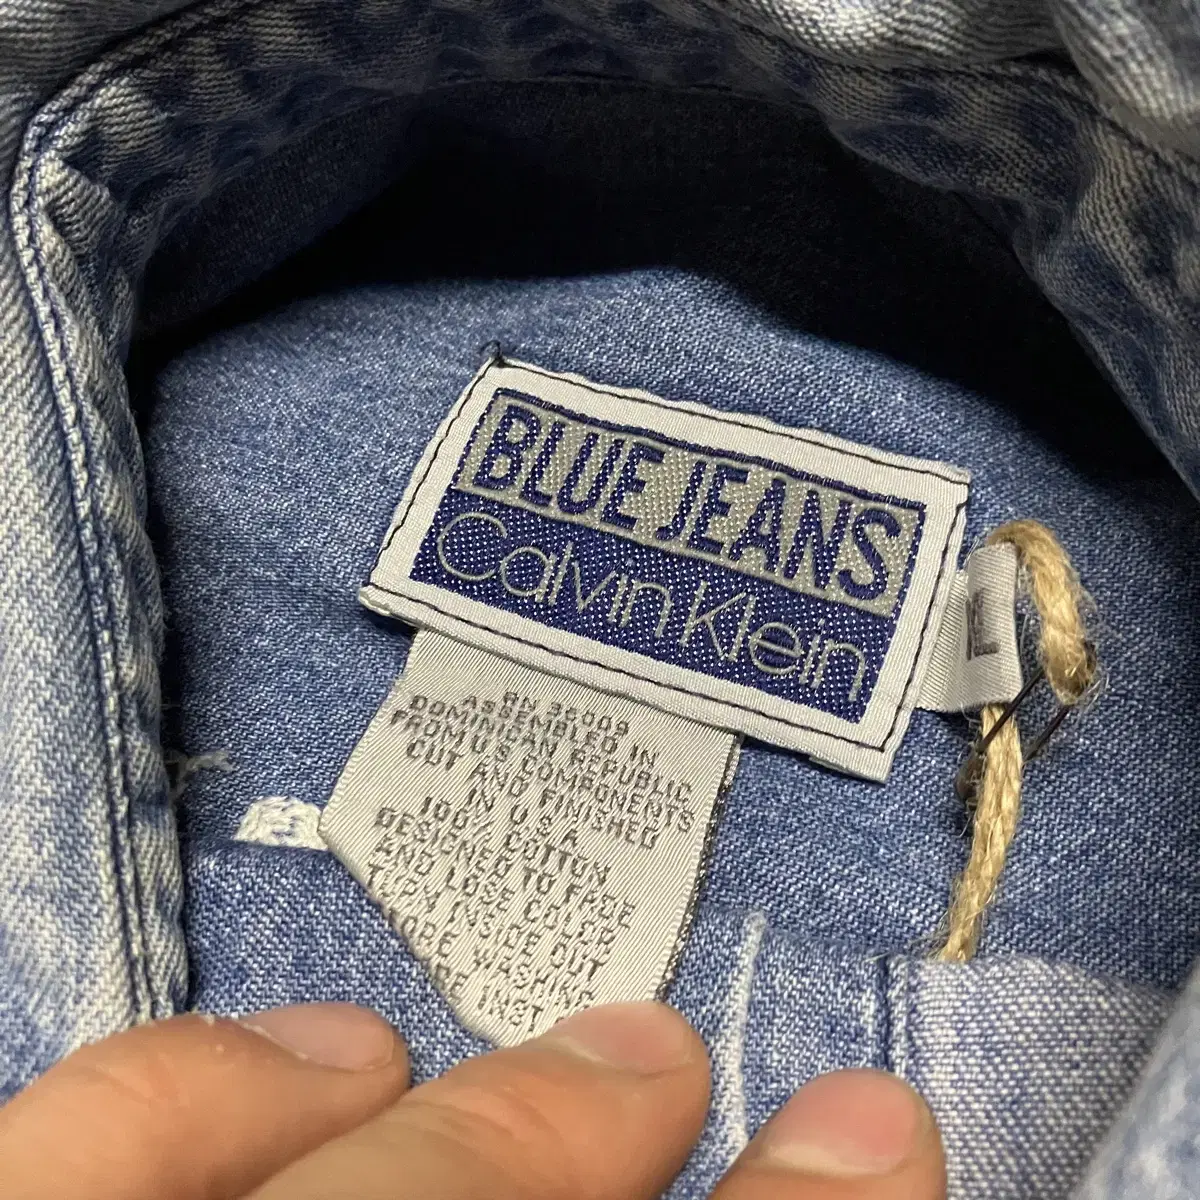 BLUE JEANS
Calvin Klein
RN 36009
ASSEMBLED IN
DOMINICAN REPUBLIC
FROM U.S. COMPONENTS
CUT AND FINISHED
IN U S A
100% COTTON
DESIGNED TO FADE
AND LOSE COLOR
TURN INSIDE OUT
WASHING
INST